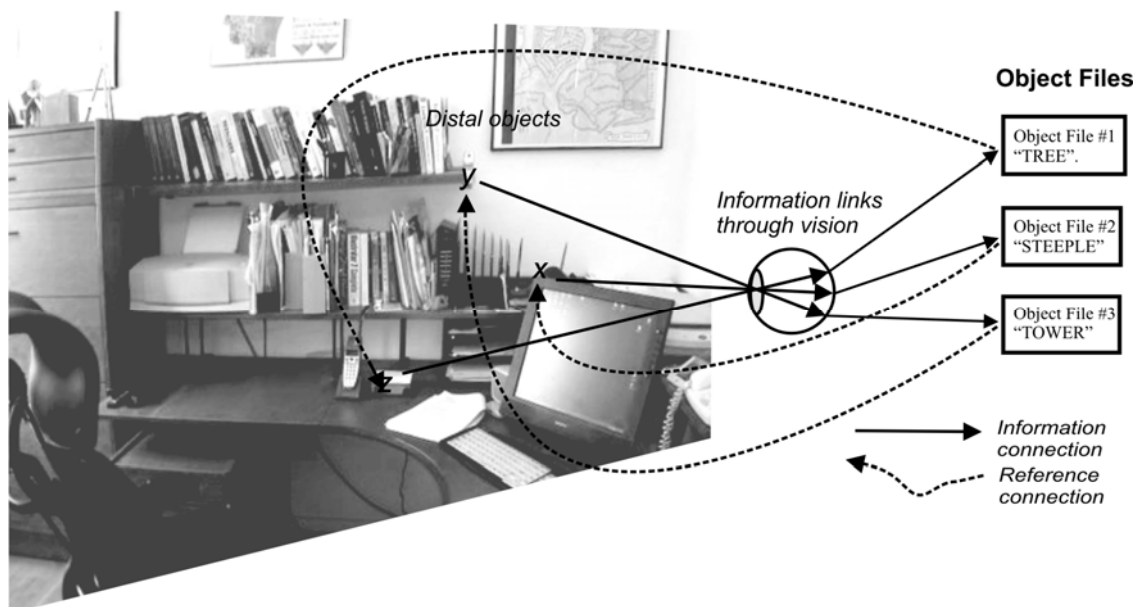 Distal objects
y
x
z
Information links
through vision
Object Files
Object File #1
“TREE”.
Object File #2
“STEEPLE”
Object File #3
“TOWER”
Information
connection
Reference
connection